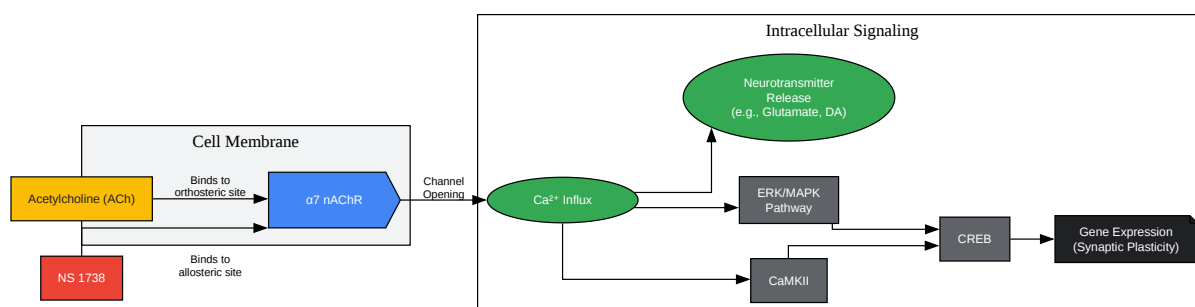 Intracellular Signaling
Neurotransmitter
Release
(e.g., Glutamate, DA)
Cell Membrane
Acetylcholine (ACh)
Binds to
orthosteric site
α7 nAChR
Channel
Opening
Ca²⁺ Influx
ERK/MAPK
Pathway
CREB
Gene Expression
(Synaptic Plasticity)
NS 1738
Binds to
allosteric site
CaMKII